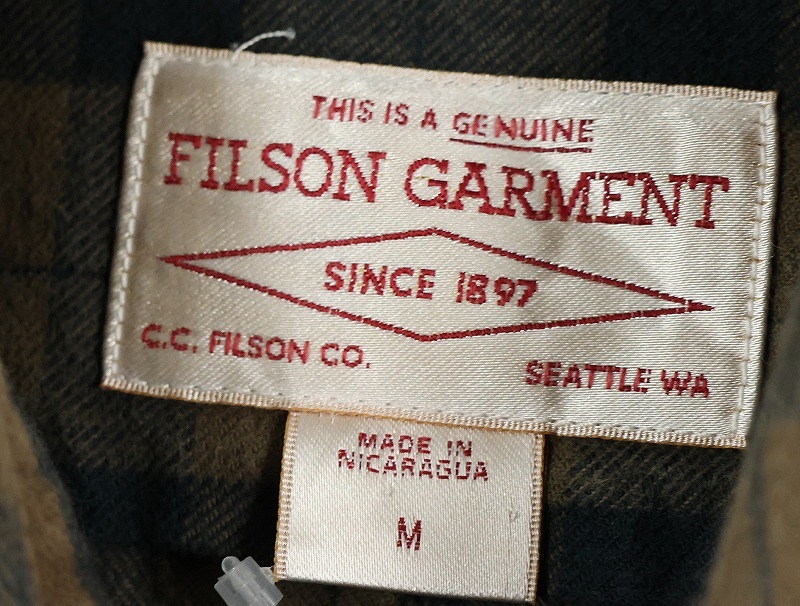 THIS IS A GENUINE
FILSON GARMENT
SINCE 1897
C.C. FILSON CO.
SEATTLE WA
MADE IN
NICARAGUA
M